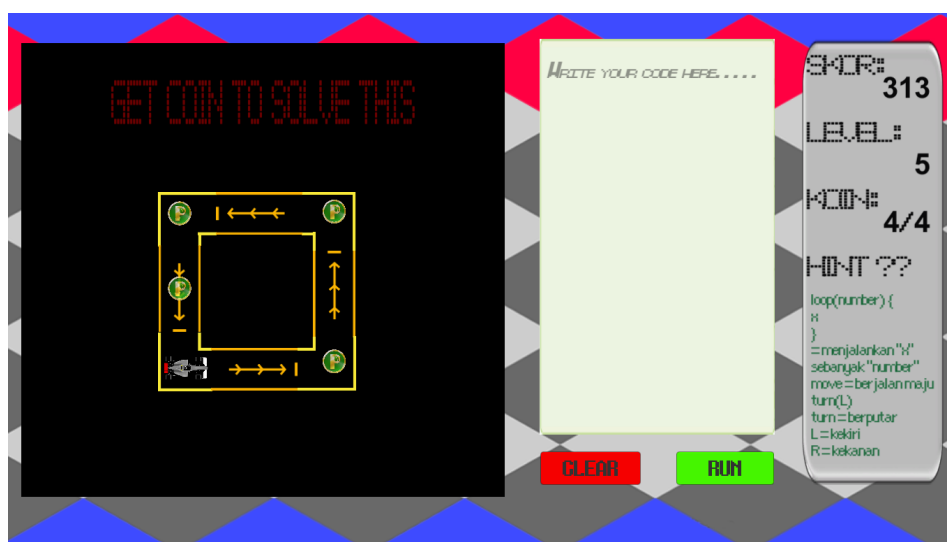 GET COIN TO SOLVE THIS
P
P
P
P
WRITE YOUR CODE HERE.....
CLEAR
RUN
SKOR:
313
LEVEL:
5
KOIN:
4/4
HINT ??
loop(number) {
x
}
=menjalankan "X"
sebanyak "number"
move=berjalan maju
turn(L)
turn=berputar
L=kekiri
R=kekanan